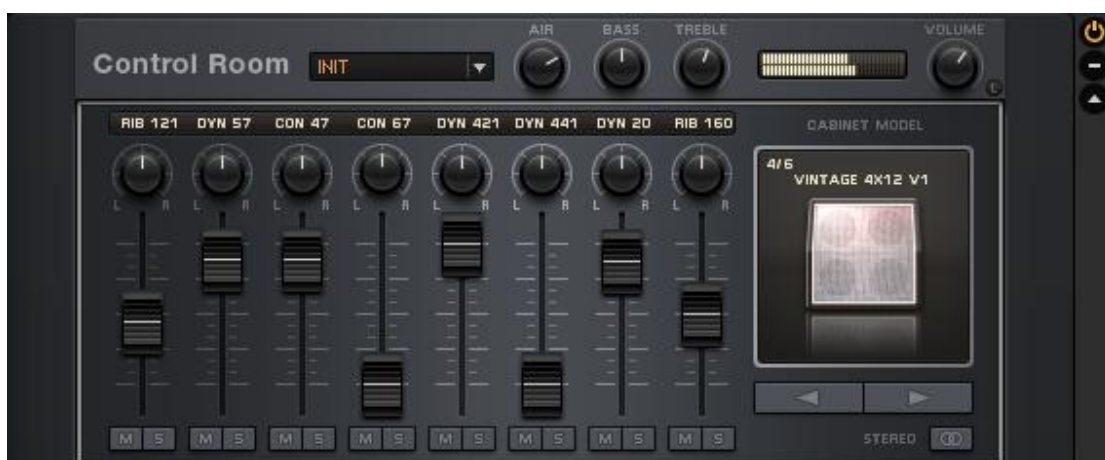 AIR BASS TREBLE VOLUME
Control Room INIT
L
RIB 121 DYN 57 CON 47 CON 67 DYN 421 DYN 441 DYN 20 RIB 160
CABINET MODEL
4/6
VINTAGE 4X12 V1
L R L R L R L R L R L R L R L R
M S M S M S M S M S M S M S M S
STEREO